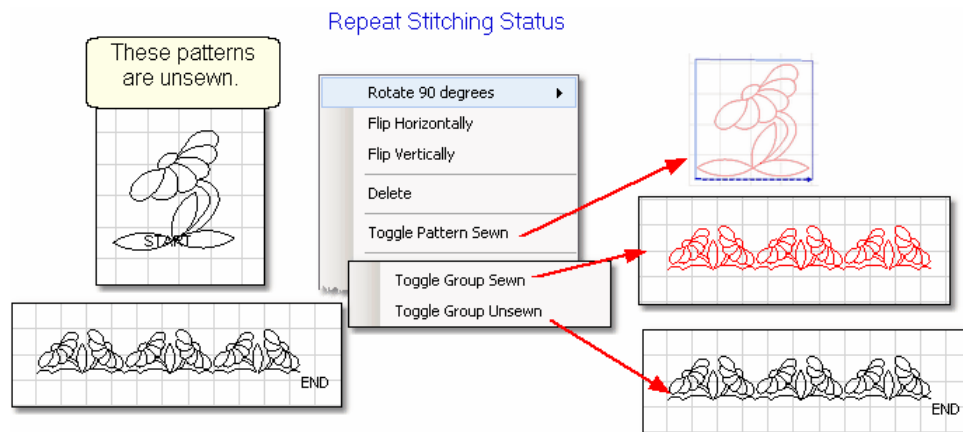 Repeat Stitching Status
These patterns
are unsewn.
START
END
Rotate 90 degrees
Flip Horizontally
Flip Vertically
Delete
Toggle Pattern Sewn
Toggle Group Sewn
Toggle Group Unsewn
END